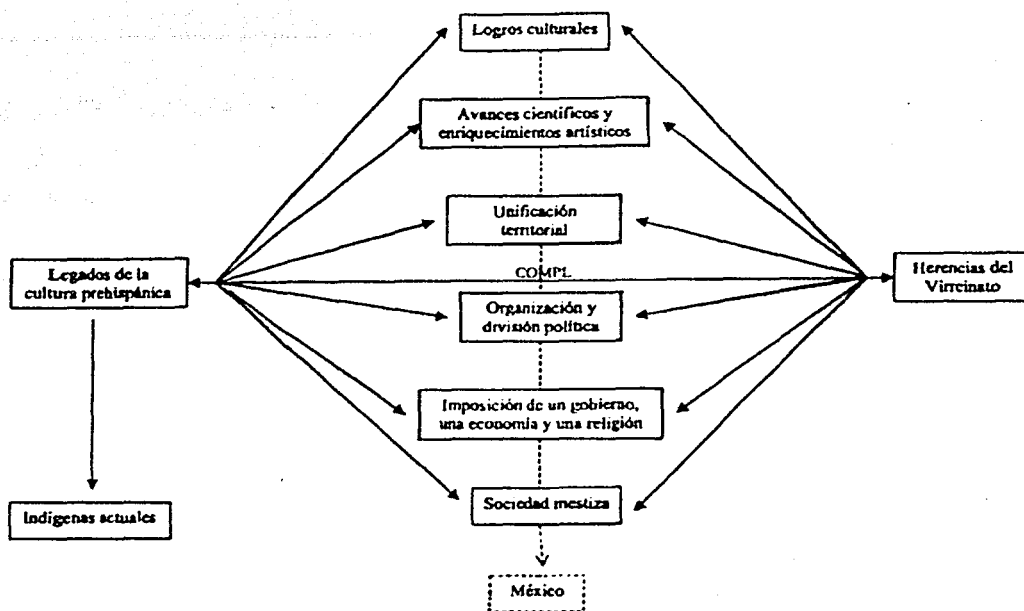 Logros culturales
Avances científicos y
enriquecimientos artísticos
Unificación
territorial
Legados de la
cultura prehispánica
COMPL
Herencias del
Virreinato
Organización y
división política
Imposición de un gobierno,
una economía y una religión
Sociedad mestiza
Indígenas actuales
México